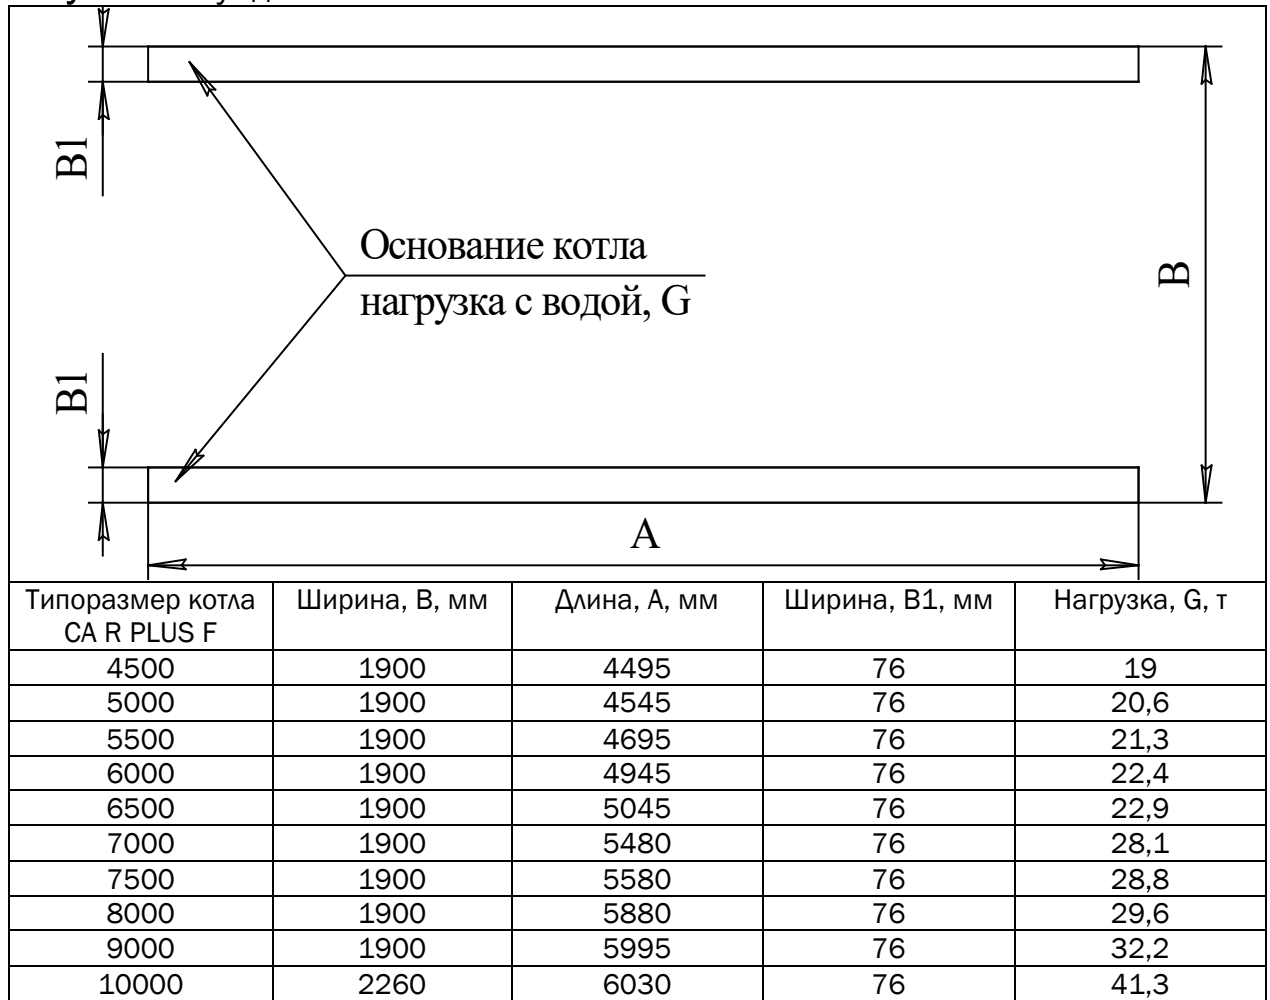 B1
Основание котла
нагрузка с водой, G
B
B1
A
Типоразмер котла CA R PLUS F Ширина, B, мм Длина, A, мм Ширина, B1, мм Нагрузка, G, т
4500 1900 4495 76 19
5000 1900 4545 76 20,6
5500 1900 4695 76 21,3
6000 1900 4945 76 22,4
6500 1900 5045 76 22,9
7000 1900 5480 76 28,1
7500 1900 5580 76 28,8
8000 1900 5880 76 29,6
9000 1900 5995 76 32,2
10000 2260 6030 76 41,3